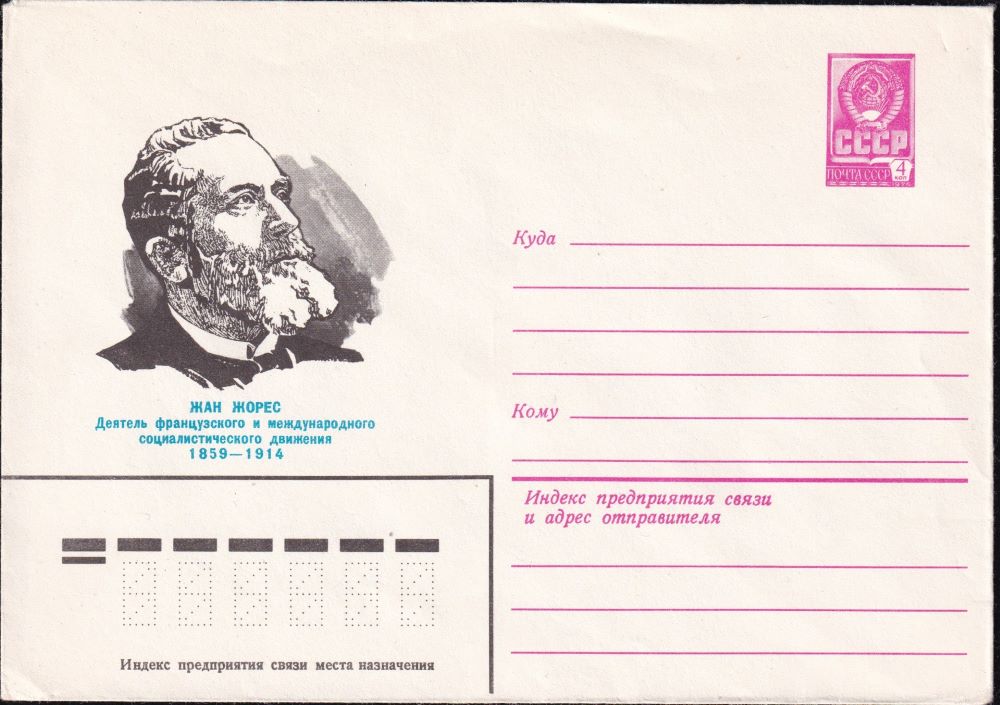 ЖАН ЖОРЕС
Деятель французского и международного
социалистического движения
1859—1914
СССР
ПОЧТА СССР
4
КОП
Куда
Кому
Индекс предприятия связи
и адрес отправителя
Индекс предприятия связи места назначения